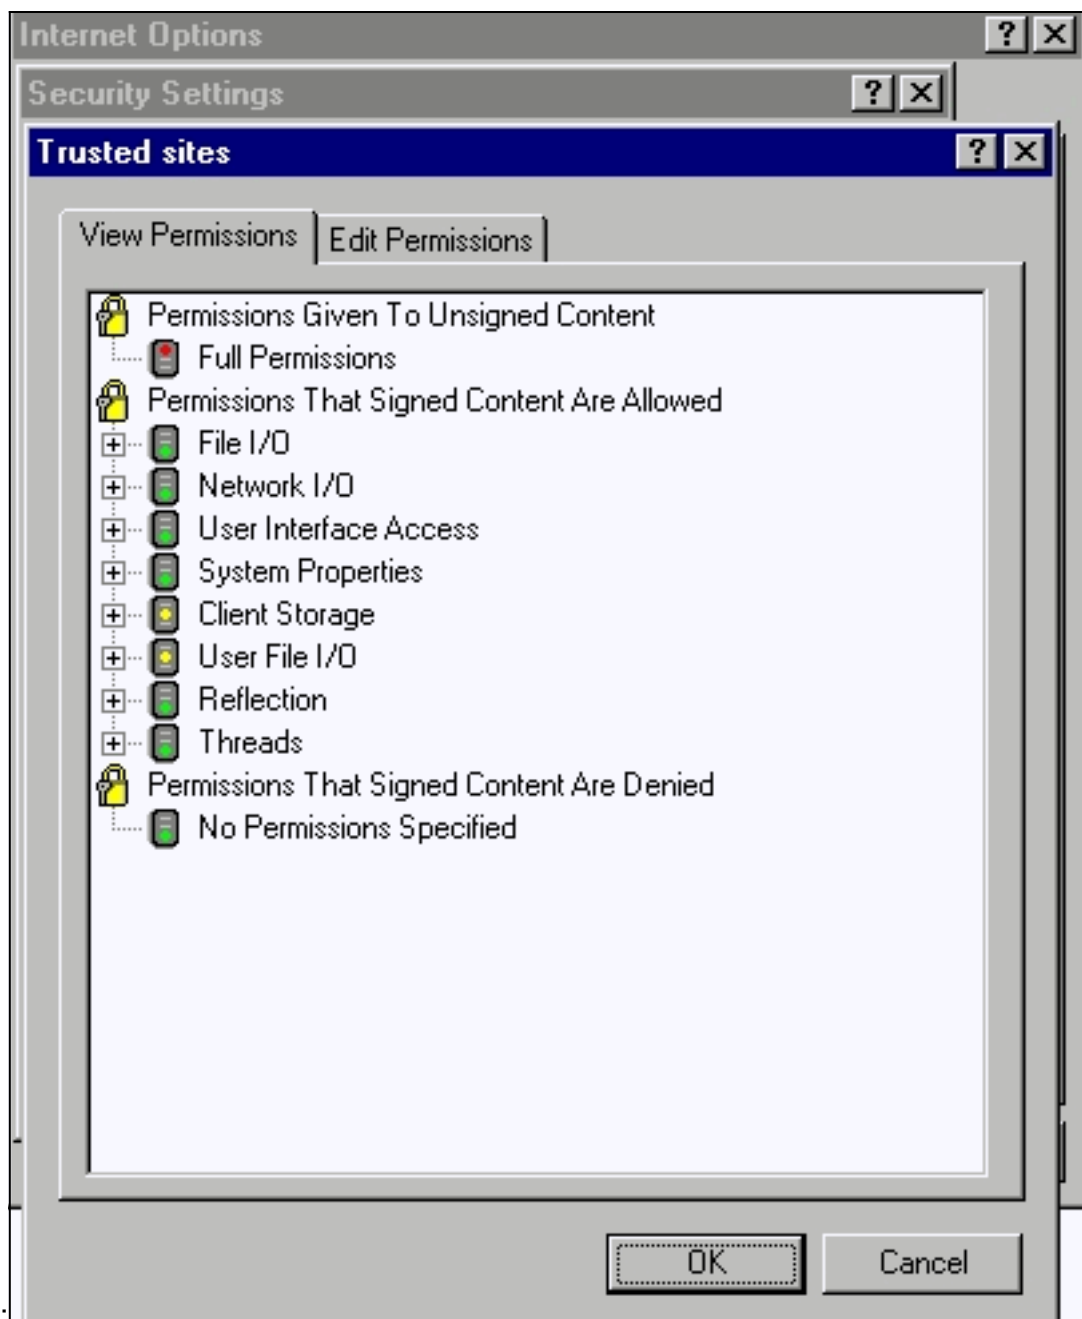 Internet Options
Security Settings
Trusted sites
View Permissions Edit Permissions
Permissions Given To Unsigned Content
Full Permissions
Permissions That Signed Content Are Allowed
File I/O
Network I/O
User Interface Access
System Properties
Client Storage
User File I/O
Reflection
Threads
Permissions That Signed Content Are Denied
No Permissions Specified
OK Cancel
.